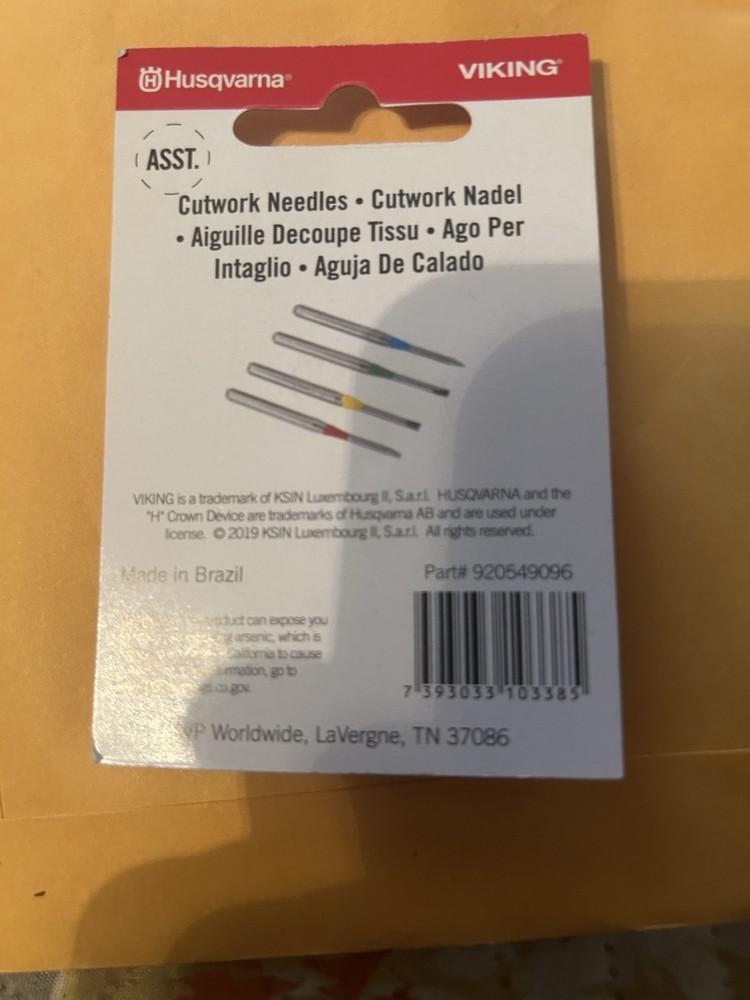 Husqvarna®
VIKING®
ASST.
Cutwork Needles • Cutwork Nadel
• Aiguille Decoupe Tissu • Ago Per
Intaglio • Aguja De Calado
VIKING is a trademark of KSIN Luxembourg II, S.a.r.l. HUSQVARNA and the
"H" Crown Device are trademarks of Husqvarna AB and are used under
license. © 2019 KSIN Luxembourg II, S.a.r.l. All rights reserved.
Made in Brazil
Part# 920549096
can expose you
arsenic, which is
California to cause
go to
7 393033 103385
Worldwide, LaVergne, TN 37086